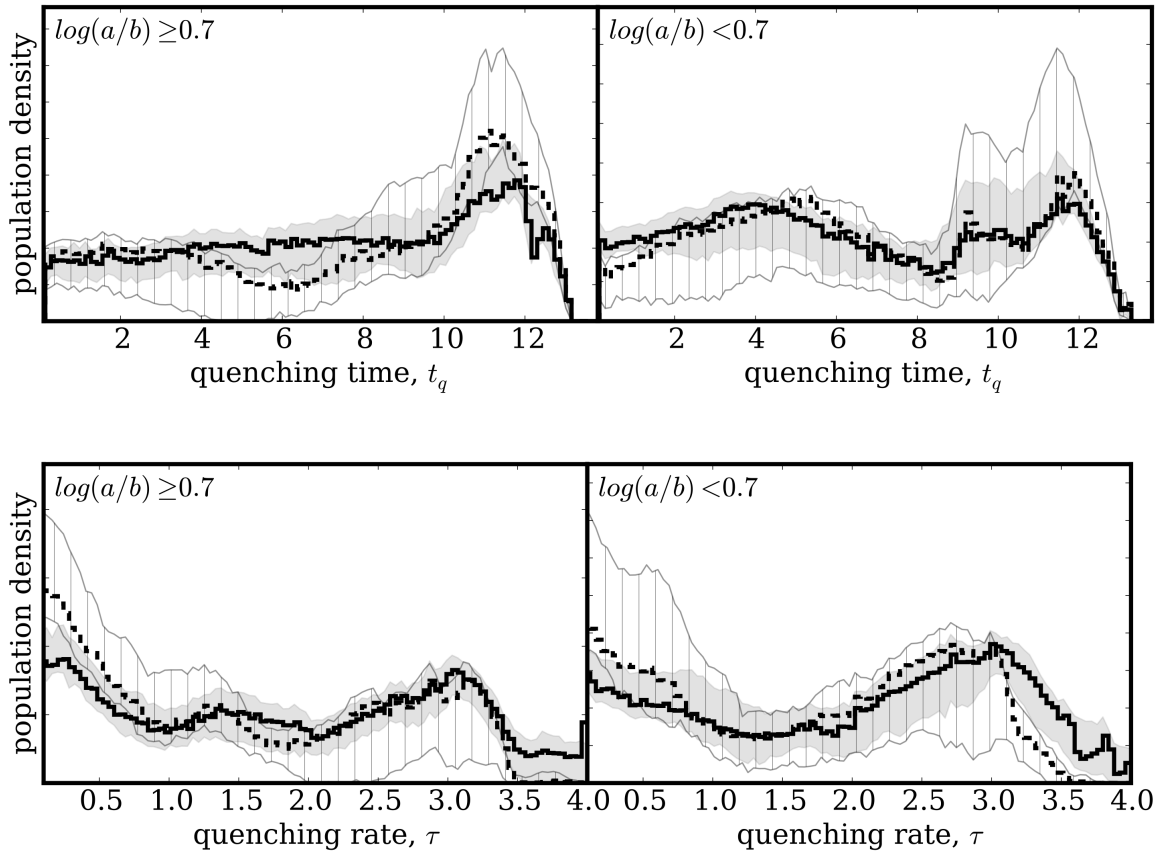 log(a/b) ≥0.7 log(a/b) <0.7
population density
2 4 6 8 10 12 2 4 6 8 10 12
quenching time, t_q quenching time, t_q
log(a/b) ≥0.7 log(a/b) <0.7
population density
0.5 1.0 1.5 2.0 2.5 3.0 3.5 4.0 0.5 1.0 1.5 2.0 2.5 3.0 3.5 4.0
quenching rate, τ quenching rate, τ